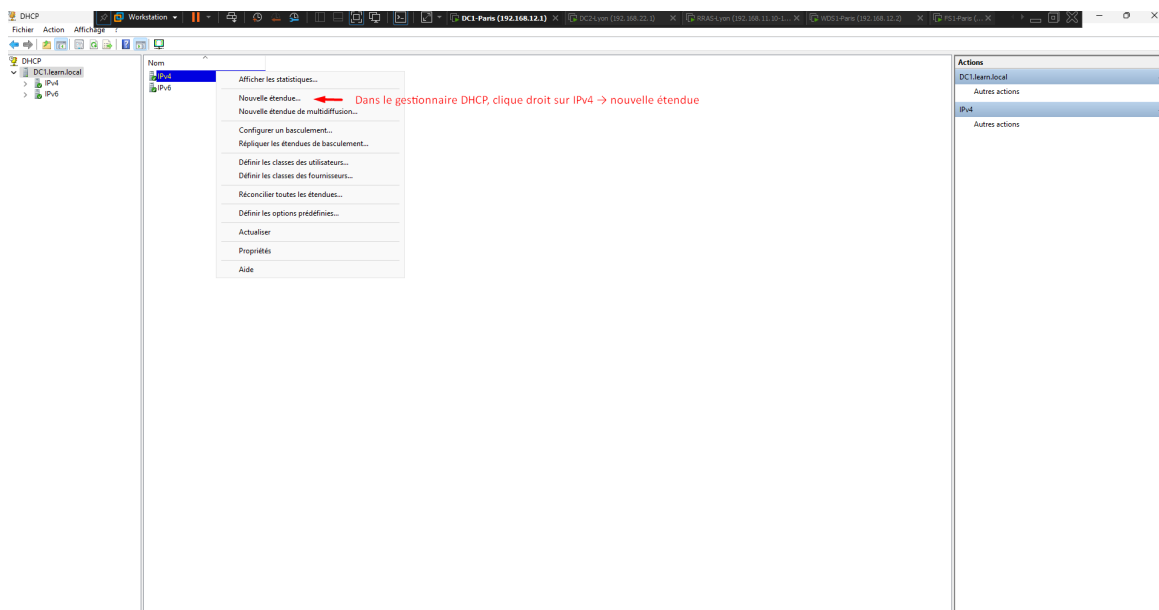 DHCP
Workstation
DC1-Paris (192.168.12.1)
DC2-Lyon (192.168.22.1)
RRAS-Lyon (192.168.11.10-1...
WDS1-Paris (192.168.12.2)
FS1-Paris (...
Fichier Action Affichage ?
DHCP
DC1.learn.local
IPv4
IPv6
Nom
IPv4
IPv6
Afficher les statistiques...
Nouvelle étendue...
Dans le gestionnaire DHCP, clique droit sur IPv4 → nouvelle étendue
Nouvelle étendue de multidiffusion...
Configurer un basculement...
Répliquer les étendues de basculement...
Définir les classes des utilisateurs...
Définir les classes des fournisseurs...
Réconcilier toutes les étendues...
Définir les options prédéfinies...
Actualiser
Propriétés
Aide
Actions
DC1.learn.local
Autres actions
IPv4
Autres actions